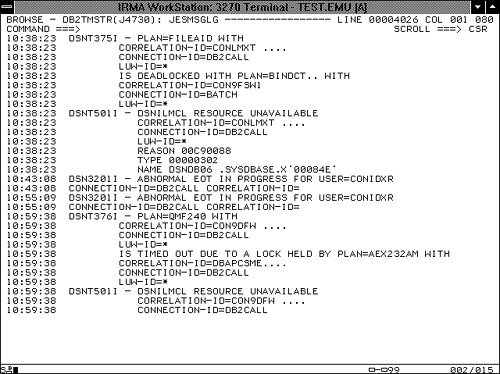 IRMA WorkStation: 3270 Terminal - TEST.EMU [A]
BROWSE - DB2TMSTR(J4730): JESMSGLG ----------------- LINE 00004026 COL 001 080
COMMAND ===> SCROLL ===> CSR
10:38:23 DSNT375I - PLAN=FILEAID WITH
10:38:23 CORRELATION-ID=CONLMXT ....
10:38:23 CONNECTION-ID=DB2CALL
10:38:23 LUW-ID=*
10:38:23 IS DEADLOCKED WITH PLAN=BINDCT.. WITH
10:38:23 CORRELATION-ID=CON9FSW1
10:38:23 CONNECTION-ID=BATCH
10:38:23 LUW-ID=*
10:38:23 DSNT501I - DSNILMCL RESOURCE UNAVAILABLE
10:38:23 CORRELATION-ID=CONLMXT ....
10:38:23 CONNECTION-ID=DB2CALL
10:38:23 LUW-ID=*
10:38:23 REASON 00C90088
10:38:23 TYPE 00000302
10:38:23 NAME DSNDB06 .SYSDBASE.X'00084E'
10:43:08 DSN3201I - ABNORMAL EOT IN PROGRESS FOR USER=CONIDXR
10:43:08 CONNECTION-ID=DB2CALL CORRELATION-ID=
10:55:09 DSN3201I - ABNORMAL EOT IN PROGRESS FOR USER=CONIDXR
10:55:09 CONNECTION-ID=DB2CALL CORRELATION-ID=
10:59:38 DSNT376I - PLAN=QMF240 WITH
10:59:38 CORRELATION-ID=CON9DFW ....
10:59:38 CONNECTION-ID=DB2CALL
10:59:38 LUW-ID=*
10:59:38 IS TIMED OUT DUE TO A LOCK HELD BY PLAN=AEX232AM WITH
10:59:38 CORRELATION-ID=DBAPCSME....
10:59:38 CONNECTION-ID=DB2CALL
10:59:38 LUW-ID=*
10:59:38 DSNT501I - DSNILMCL RESOURCE UNAVAILABLE
10:59:38 CORRELATION-ID=CON9DFW ....
10:59:38 CONNECTION-ID=DB2CALL
99 002/015